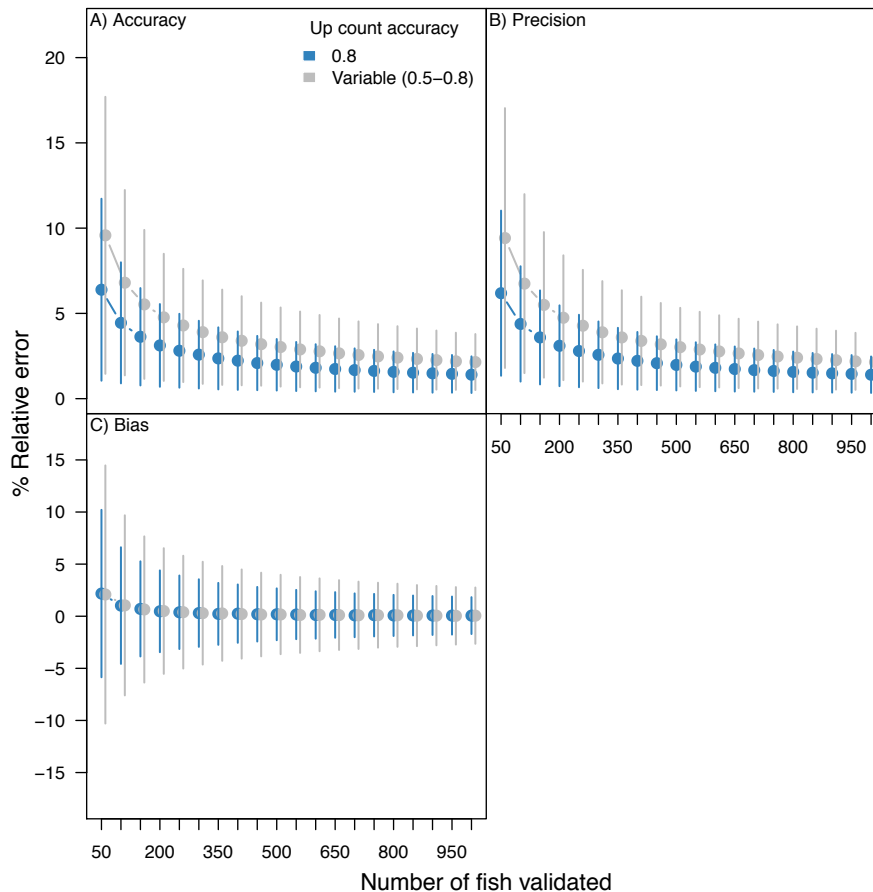 A) Accuracy
Up count accuracy
0.8
Variable (0.5−0.8)
B) Precision
20
15
10
5
0
50 200 350 500 650 800 950
C) Bias
% Relative error
15
10
5
0
−5
−10
−15
50 200 350 500 650 800 950
Number of fish validated